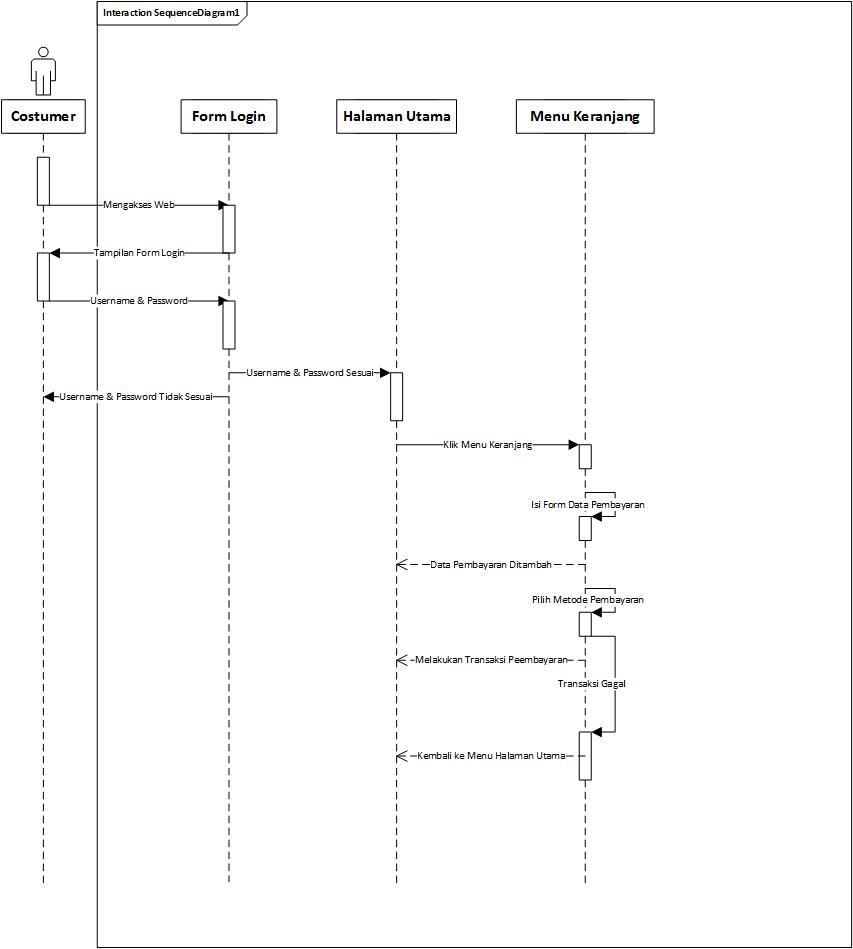 Interaction SequenceDiagram1
Costumer
Form Login
Halaman Utama
Menu Keranjang
Mengakses Web
Tampilan Form Login
Username & Password
Username & Password Sesuai
Username & Password Tidak Sesuai
Klik Menu Keranjang
Isi Form Data Pembayaran
Data Pembayaran Ditambah
Pilih Metode Pembayaran
Melakukan Transaksi Peembayaran
Transaksi Gagal
Kembali ke Menu Halaman Utama